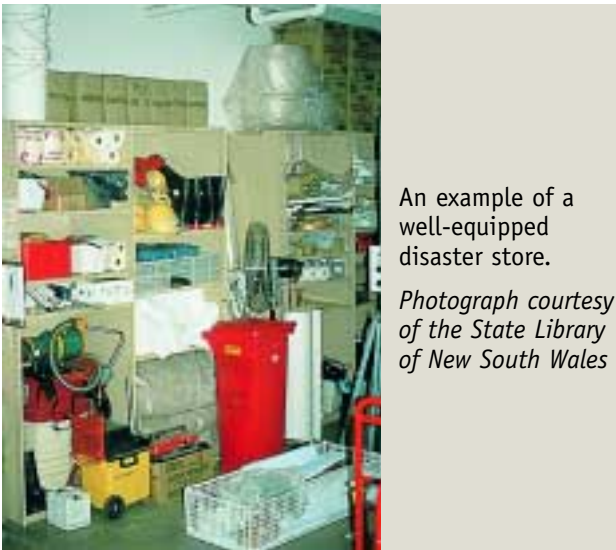 An example of a
well-equipped
disaster store.
Photograph courtesy
of the State Library
of New South Wales